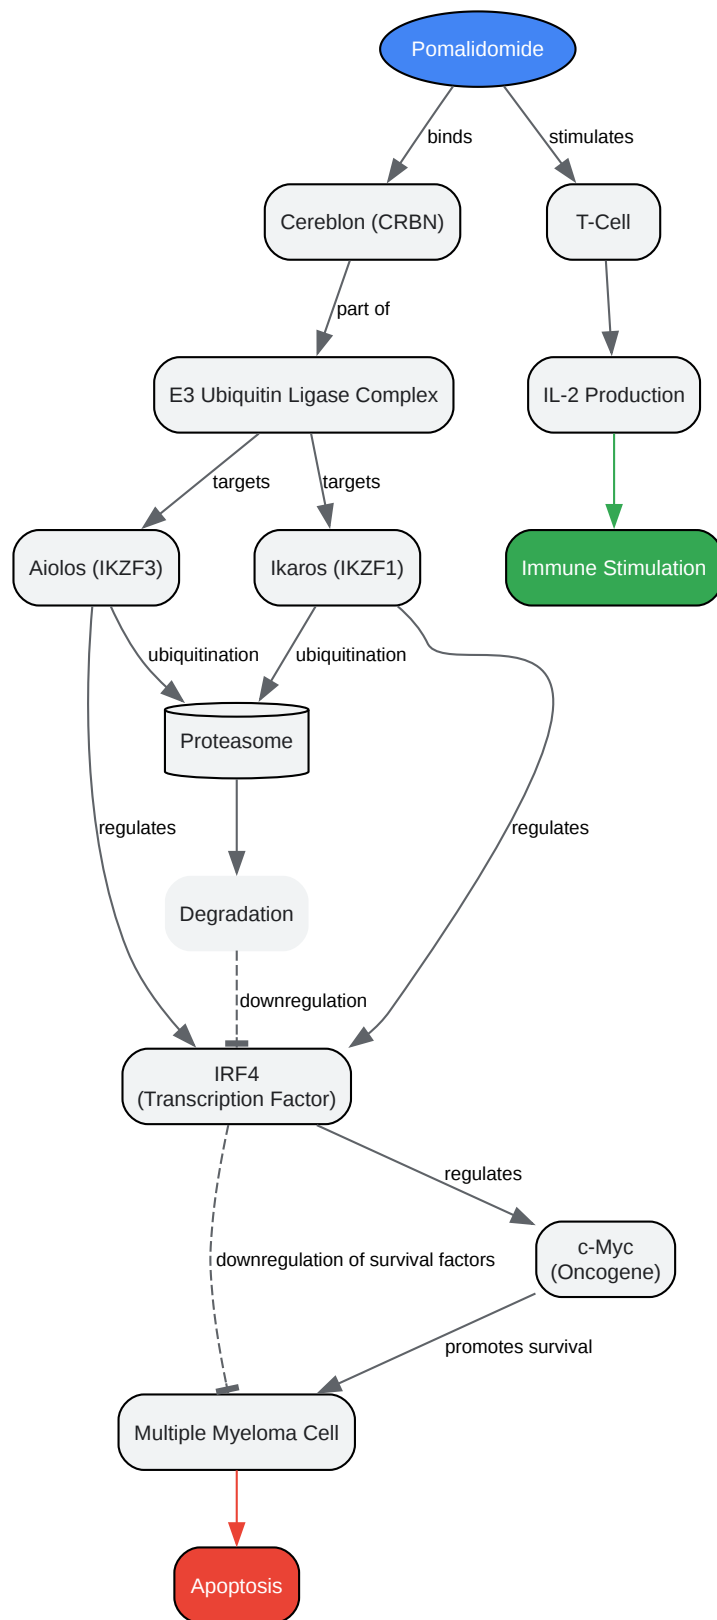 Pomalidomide
binds
stimulates
Cereblon (CRBN)
T-Cell
part of
E3 Ubiquitin Ligase Complex
IL-2 Production
targets
targets
Aiolos (IKZF3)
Ikaros (IKZF1)
Immune Stimulation
ubiquitination
ubiquitination
Proteasome
regulates
regulates
Degradation
downregulation
IRF4
(Transcription Factor)
regulates
downregulation of survival factors
c-Myc
(Oncogene)
promotes survival
Multiple Myeloma Cell
Apoptosis